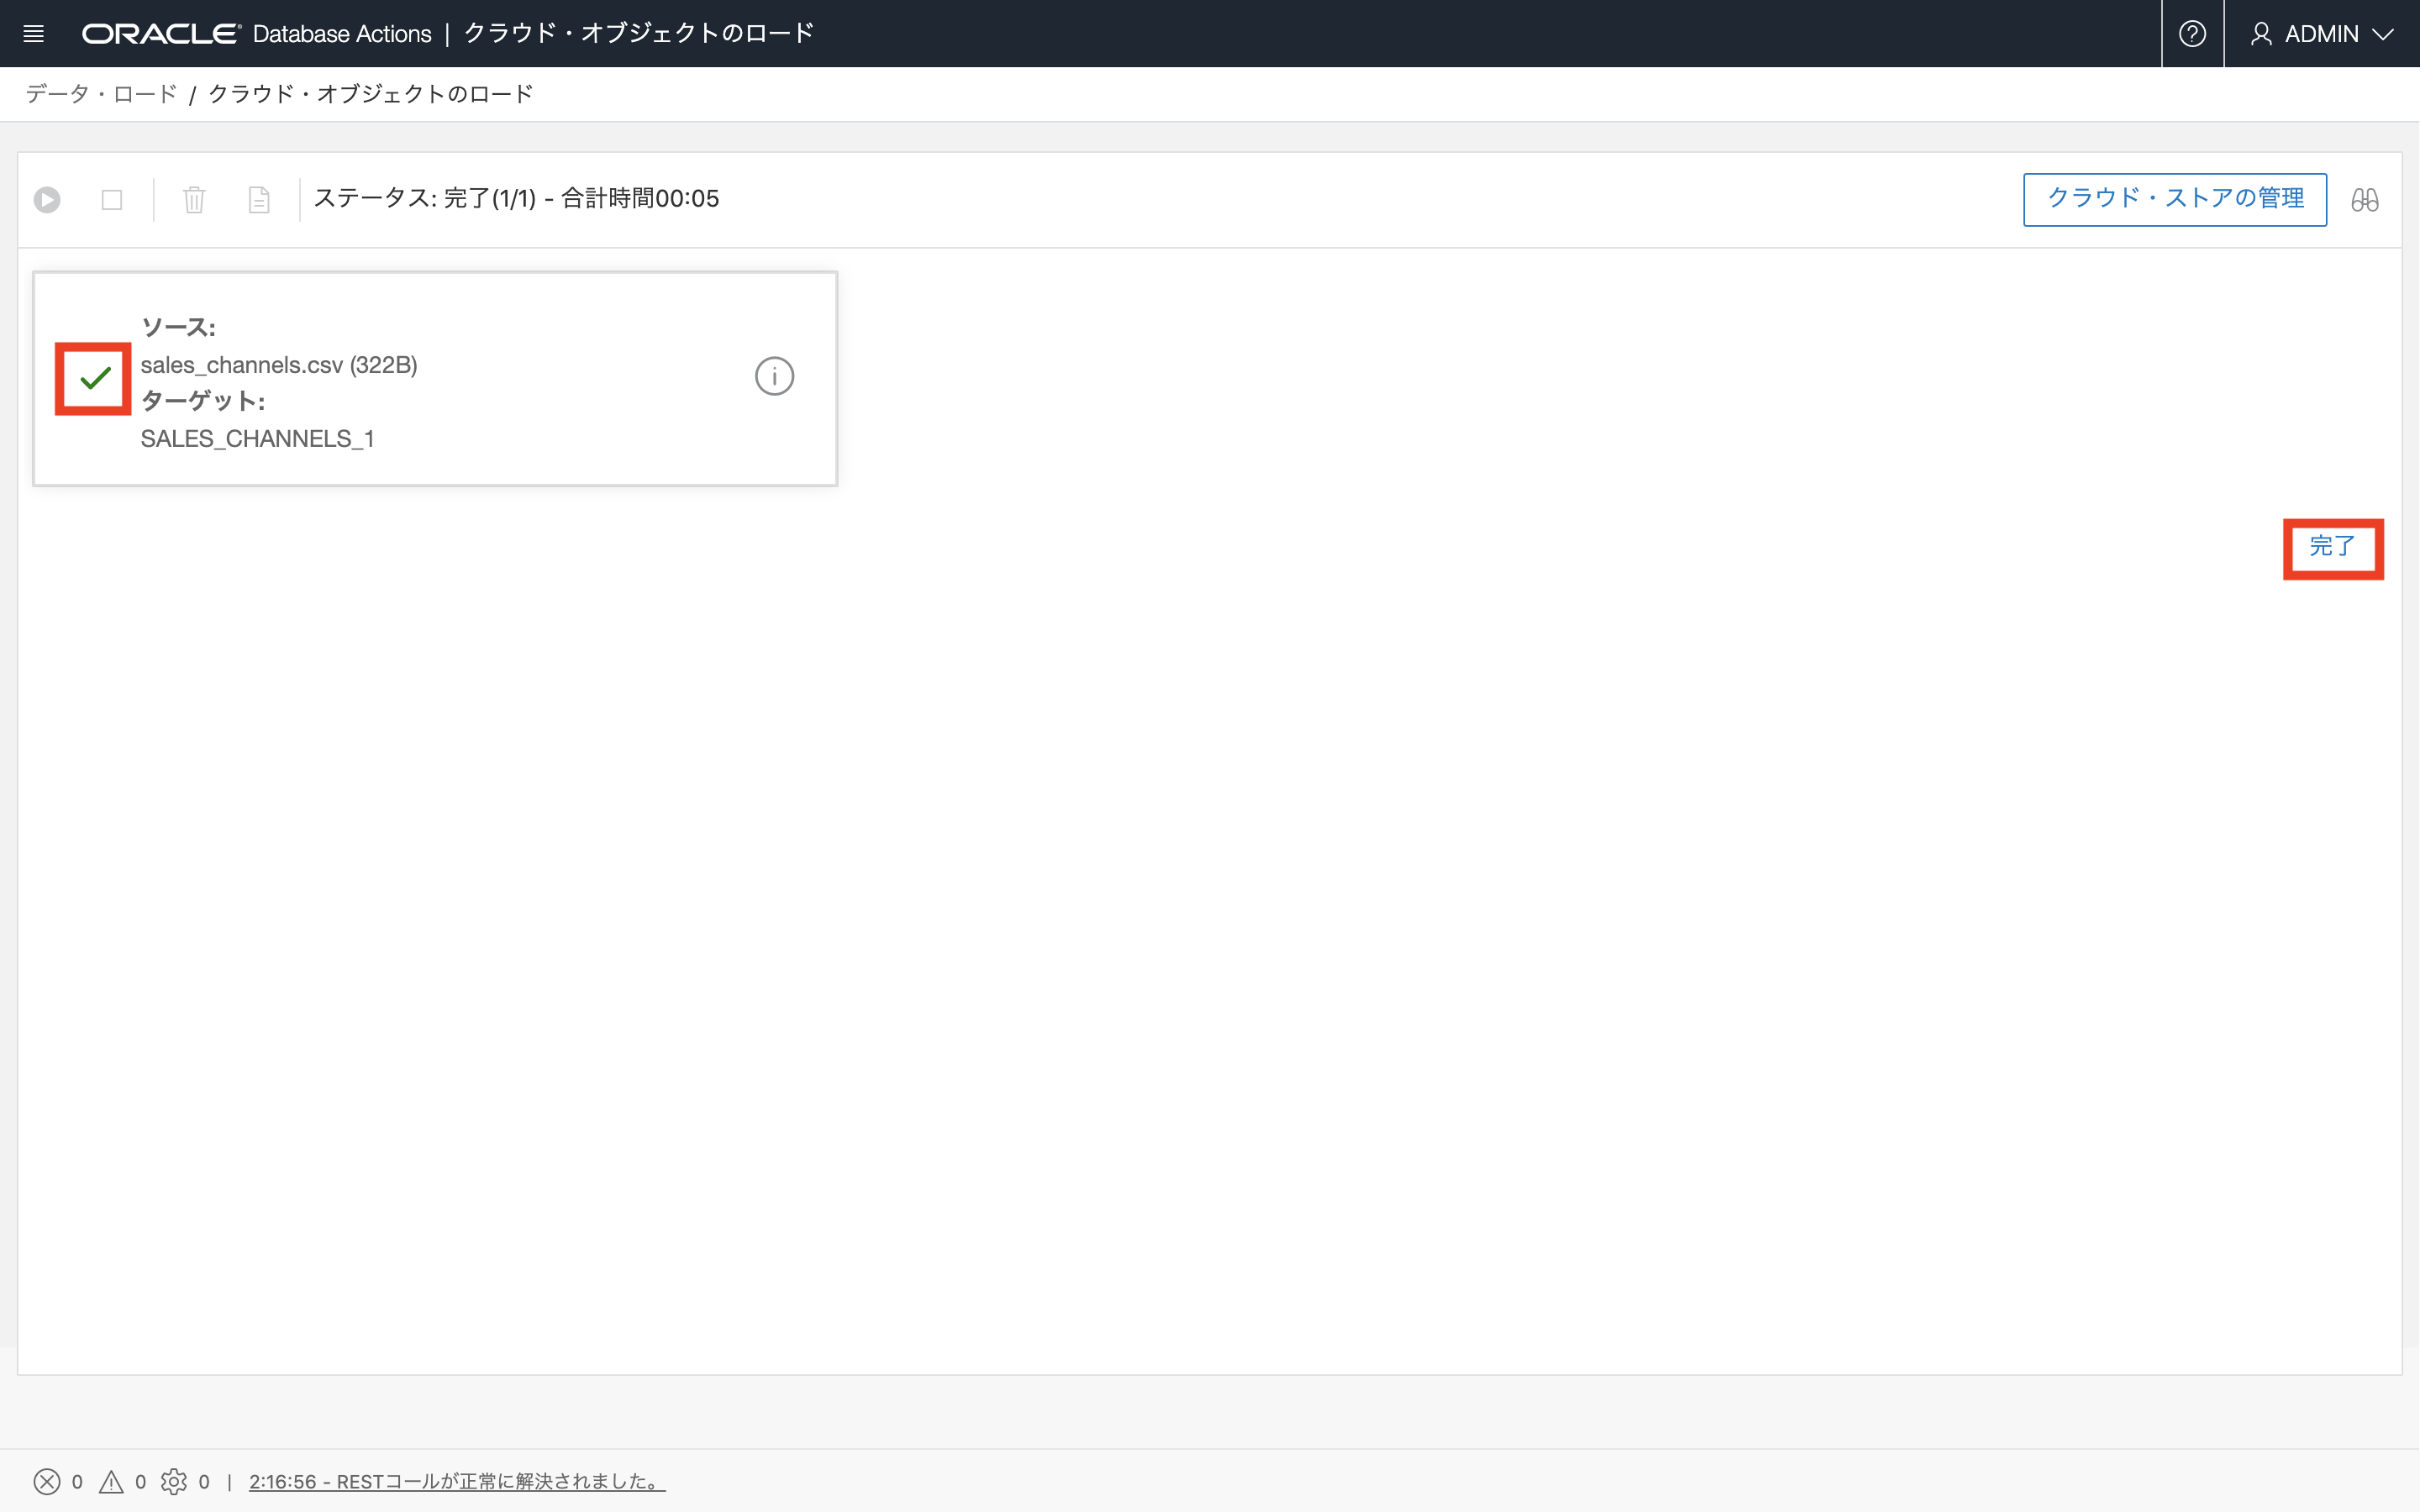 ORACLE Database Actions | クラウド・オブジェクトのロード
ADMIN
データ・ロード / クラウド・オブジェクトのロード
ステータス: 完了(1/1) - 合計時間00:05
クラウド・ストアの管理
ソース:
sales_channels.csv (322B)
ターゲット:
SALES_CHANNELS_1
完了
0 0 0 | 2:16:56 - RESTコールが正常に解決されました。